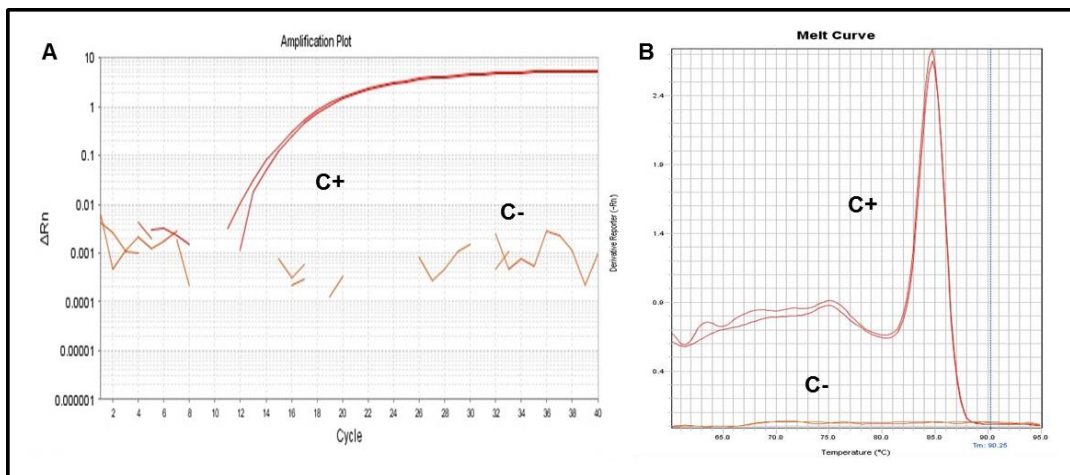 A
Amplification Plot
10
1
0.1
0.01
0.001
0.0001
0.00001
0.000001
ΔRn
C+
C-
2 4 6 8 10 12 14 16 18 20 22 24 26 28 30 32 34 36 38 40
Cycle
B
Melt Curve
2.4
1.9
1.4
0.9
0.4
Derivative Reporter (-Rn)
C+
C-
65.0 70.0 75.0 80.0 85.0 90.0 95.0
Tm: 90.25
Temperature (°C)